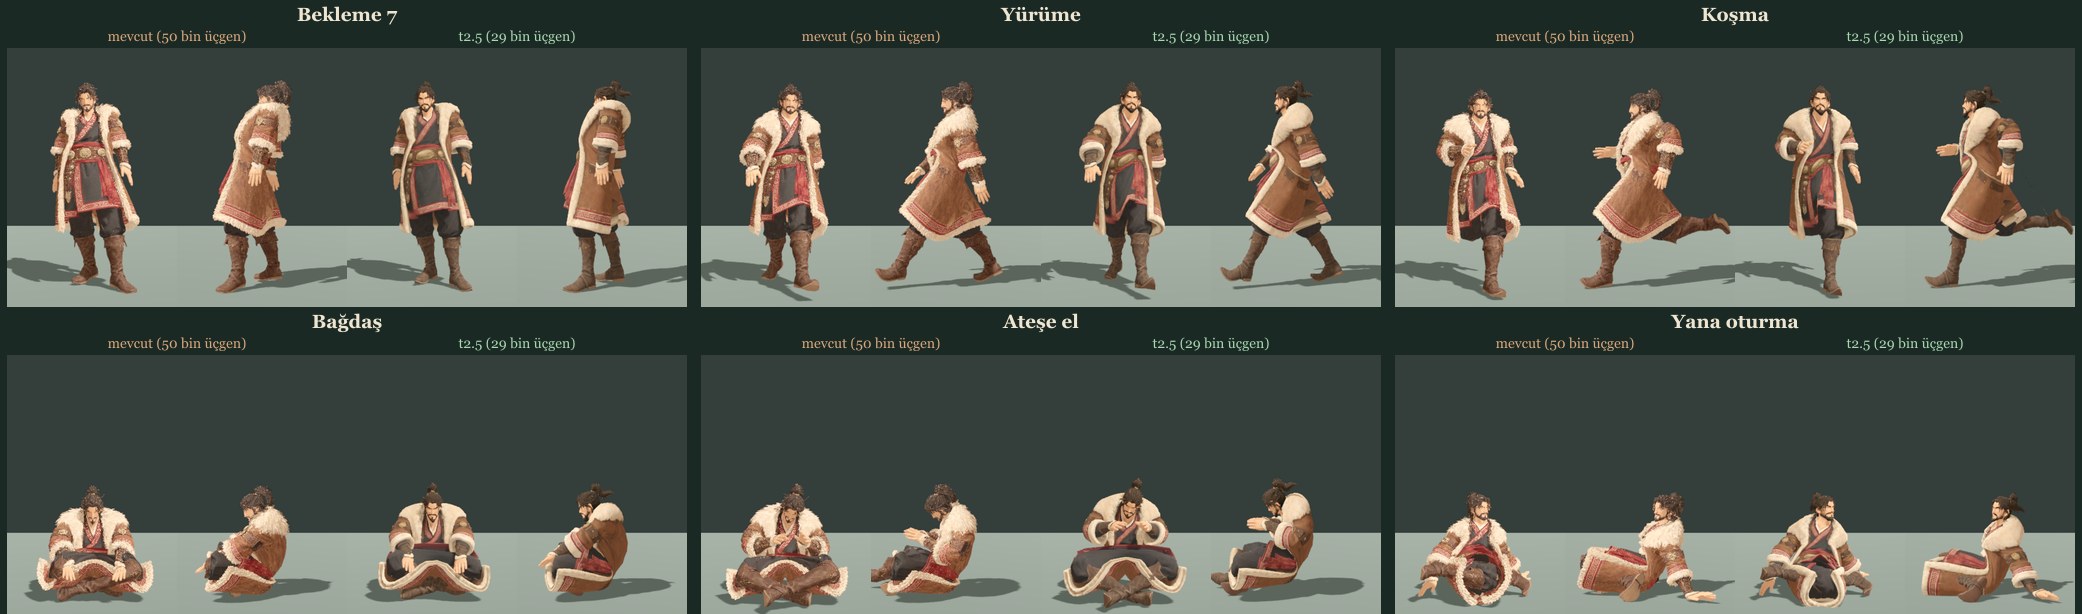 Bekleme 7
mevcut (50 bin üçgen) t2.5 (29 bin üçgen)
Yürüme
mevcut (50 bin üçgen) t2.5 (29 bin üçgen)
Koşma
mevcut (50 bin üçgen) t2.5 (29 bin üçgen)
Bağdaş
mevcut (50 bin üçgen) t2.5 (29 bin üçgen)
Ateşe el
mevcut (50 bin üçgen) t2.5 (29 bin üçgen)
Yana oturma
mevcut (50 bin üçgen) t2.5 (29 bin üçgen)